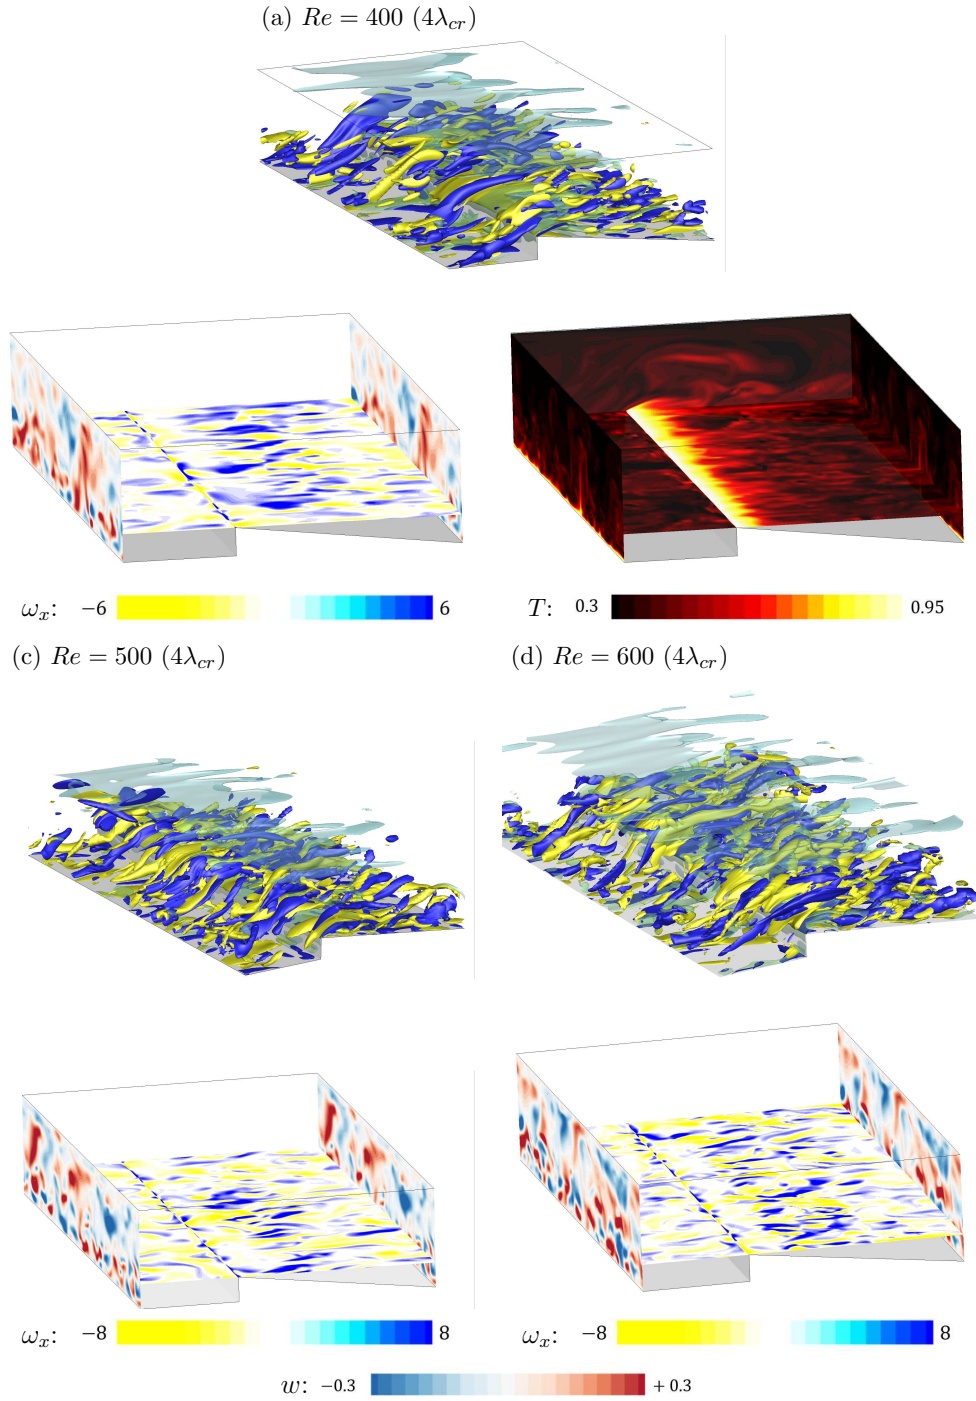 (a) Re = 400 (4λcr)
ωx: −6 6
T: 0.3 0.95
(c) Re = 500 (4λcr)
(d) Re = 600 (4λcr)
ωx: −8 8
ωx: −8 8
w: −0.3 + 0.3